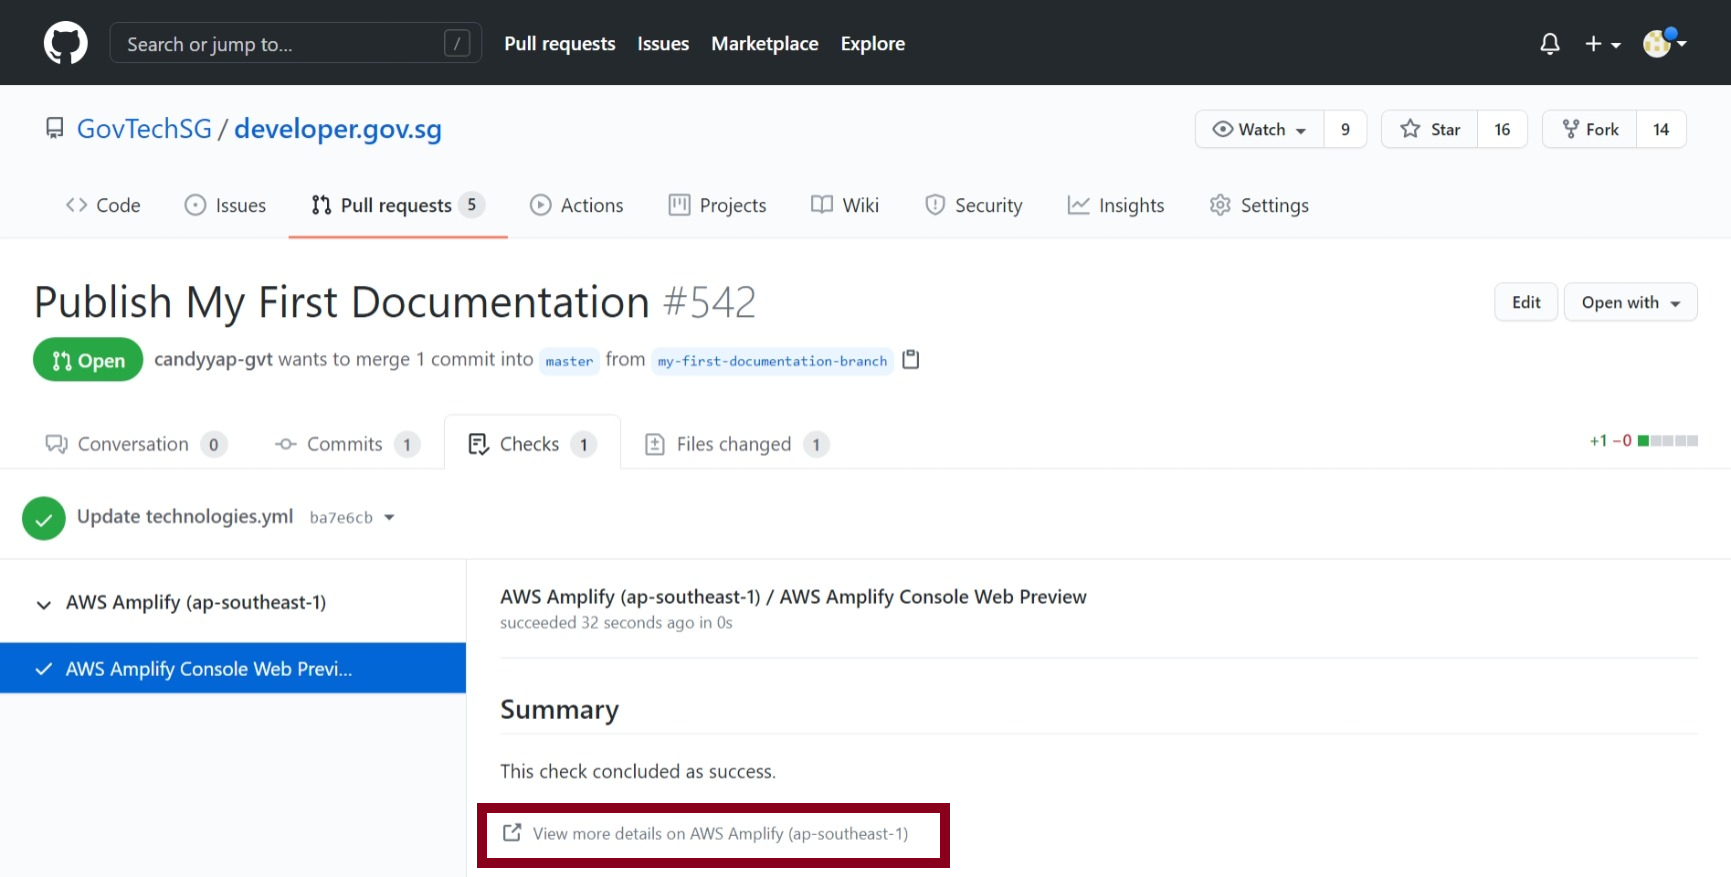 Search or jump to... /
Pull requests Issues Marketplace Explore
GovTechSG / developer.gov.sg
Watch 9 Star 16 Fork 14
Code Issues Pull requests 5 Actions Projects Wiki Security Insights Settings
Publish My First Documentation #542
Edit Open with
Open candyyap-gvt wants to merge 1 commit into master from my-first-documentation-branch
Conversation 0 Commits 1 Checks 1 Files changed 1
+1 −0
Update technologies.yml ba7e6cb
AWS Amplify (ap-southeast-1)
AWS Amplify Console Web Previ...
AWS Amplify (ap-southeast-1) / AWS Amplify Console Web Preview
succeeded 32 seconds ago in 0s
Summary
This check concluded as success.
View more details on AWS Amplify (ap-southeast-1)